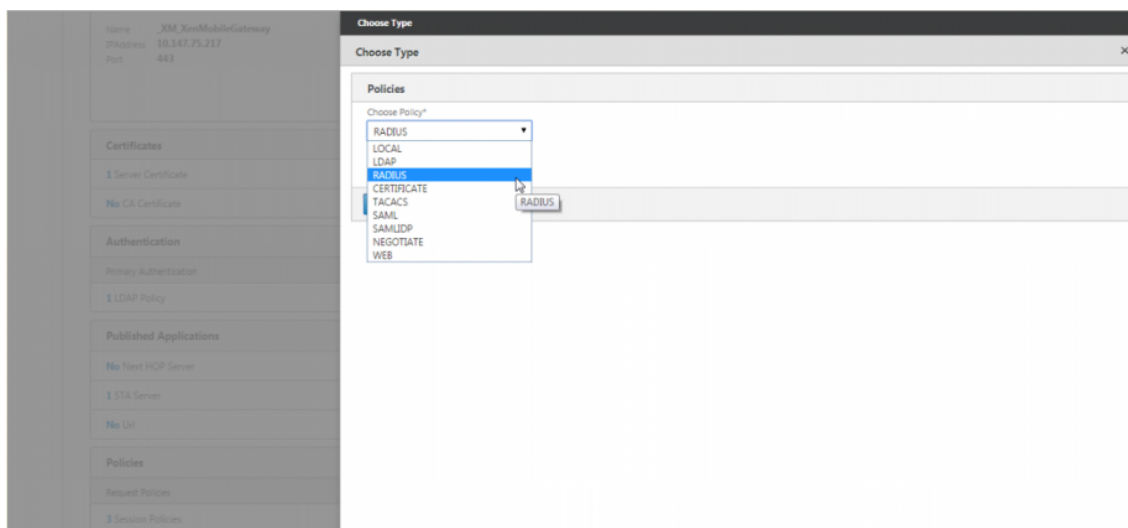 Name _XM_XenMobileGateway
IPAddress 10.147.75.217
Port 443
Certificates
1 Server Certificate
No CA Certificate
Authentication
Primary Authentication
1 LDAP Policy
Published Applications
No Next HOP Server
1 STA Server
No Url
Policies
Request Policies
3 Session Policies
Choose Type
Choose Type
×
Policies
Choose Policy*
RADIUS
LOCAL
LDAP
RADIUS
CERTIFICATE
TACACS
RADIUS
SAML
SAMLIDP
NEGOTIATE
WEB